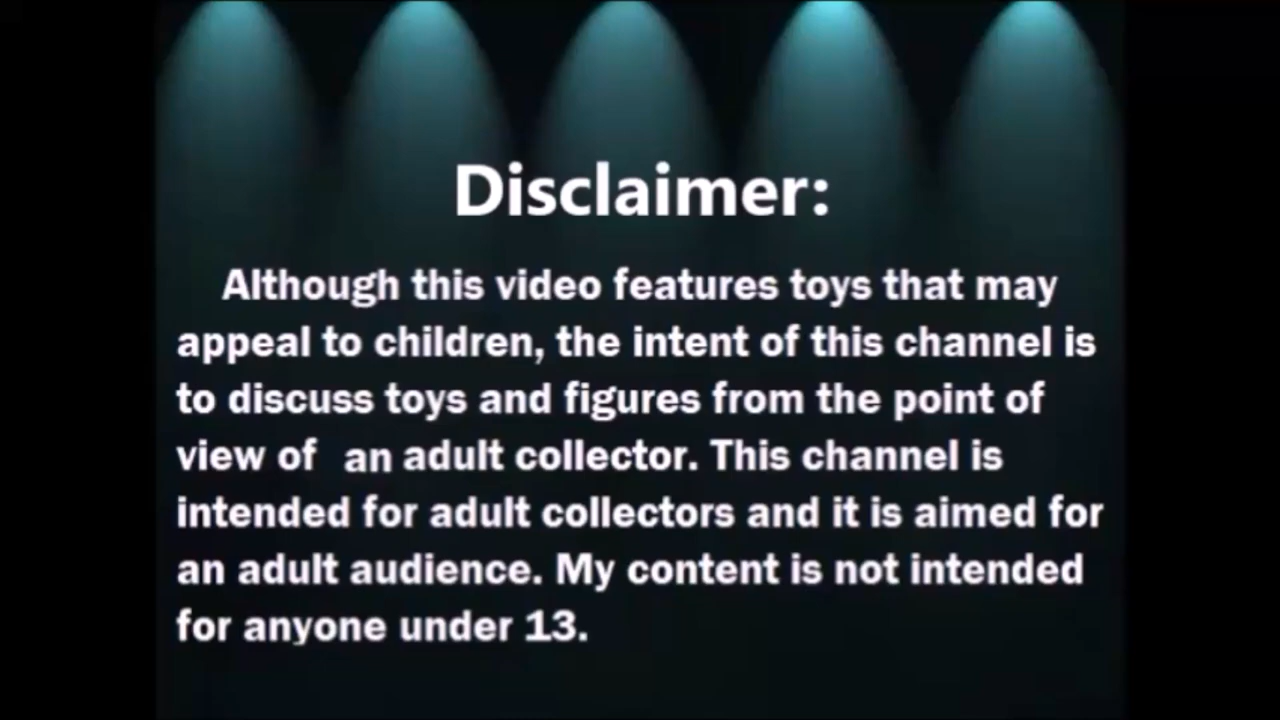 Disclaimer:
Although this video features toys that may
appeal to children, the intent of this channel is
to discuss toys and figures from the point of
view of an adult collector. This channel is
intended for adult collectors and it is aimed for
an adult audience. My content is not intended
for anyone under 13.